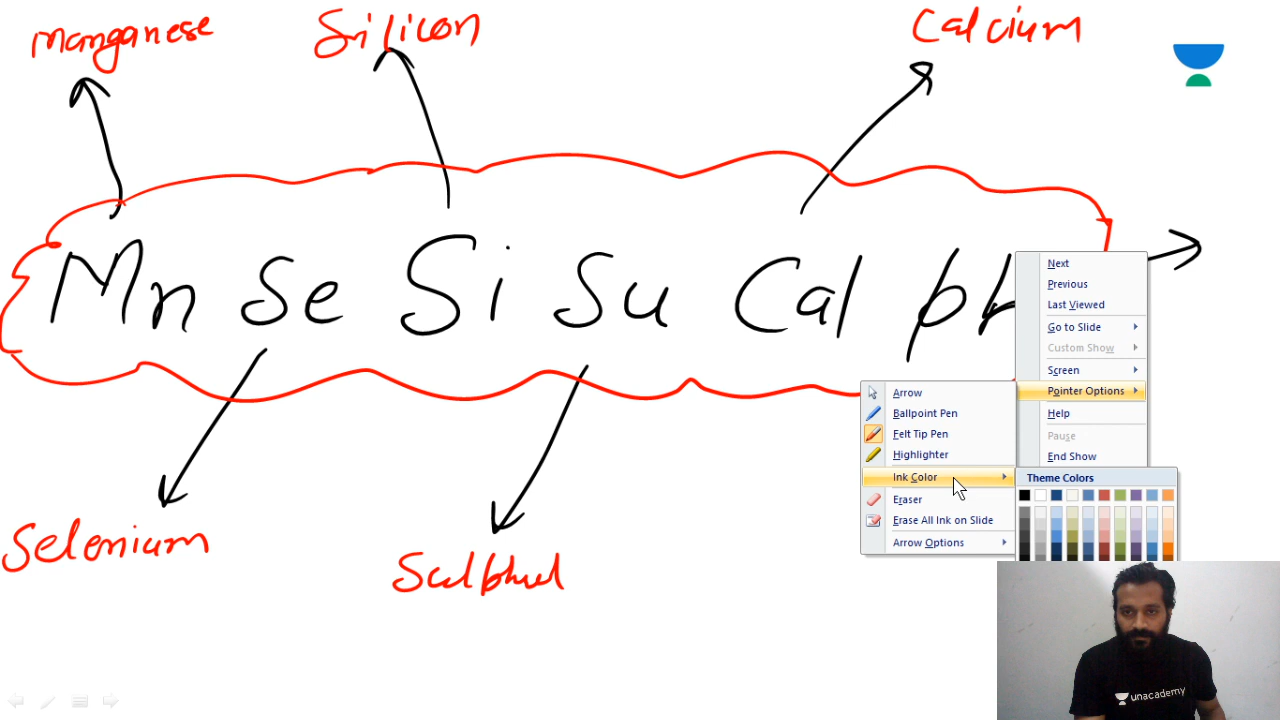 manganese Silicon Calcium
Mn Se Si Su Cal ph
Selenium Sulphur
Next
Previous
Last Viewed
Go to Slide
Custom Show
Screen
Pointer Options
Help
Pause
End Show
Arrow
Ballpoint Pen
Felt Tip Pen
Highlighter
Ink Color
Eraser
Erase All Ink on Slide
Arrow Options
Theme Colors
unacademy